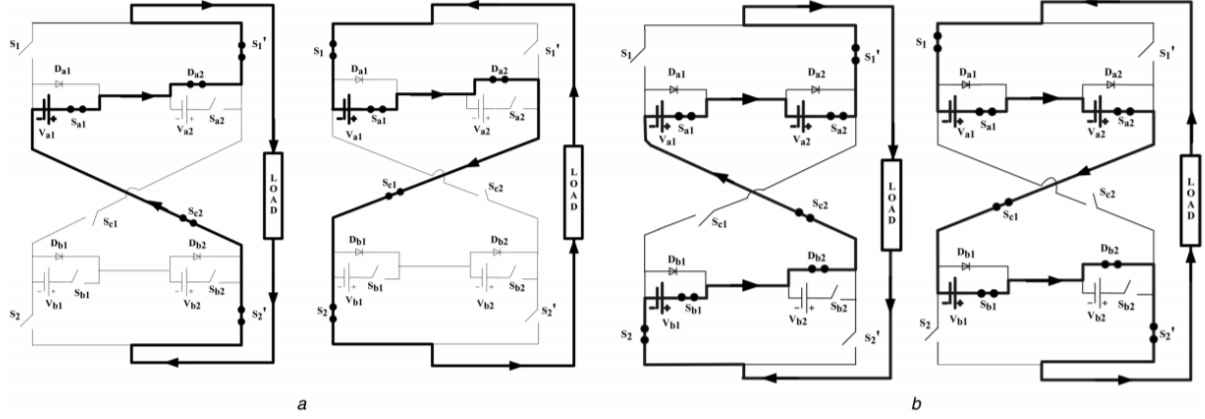 S1
S1'
Da1
Da2
Va1
Sa1
Va2
Sa2
Sc1
Sc2
Db1
Db2
Vb1
Sb1
Vb2
Sb2
S2
S2'
LOAD
S1
S1'
Da1
Da2
Va1
Sa1
Va2
Sa2
Sc1
Sc2
Db1
Db2
Vb1
Sb1
Vb2
Sb2
S2
S2'
LOAD
a
S1
S1'
Da1
Da2
Va1
Sa1
Va2
Sa2
Sc1
Sc2
Db1
Db2
Vb1
Sb1
Vb2
Sb2
S2
S2'
LOAD
S1
S1'
Da1
Da2
Va1
Sa1
Va2
Sa2
Sc1
Sc2
Db1
Db2
Vb1
Sb1
Vb2
Sb2
S2
S2'
LOAD
b